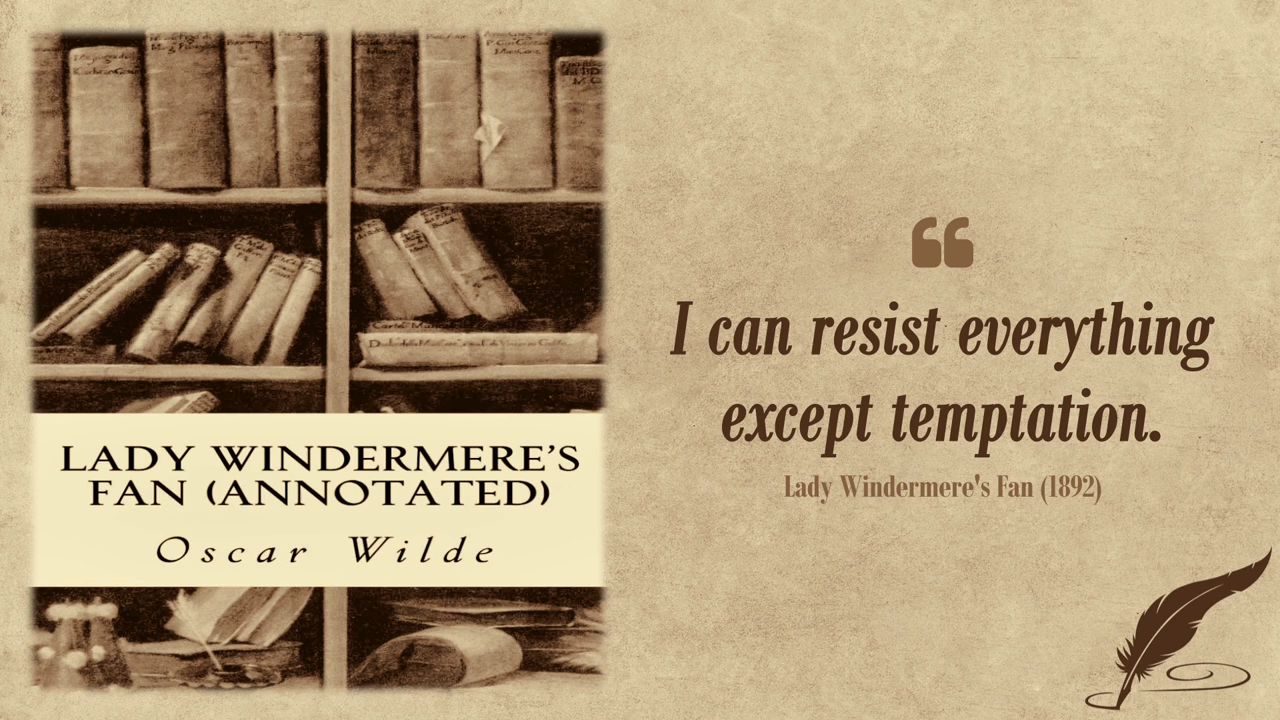 LADY WINDERMERE'S
FAN (ANNOTATED)
Oscar Wilde
“
I can resist everything
except temptation.
Lady Windermere's Fan (1892)